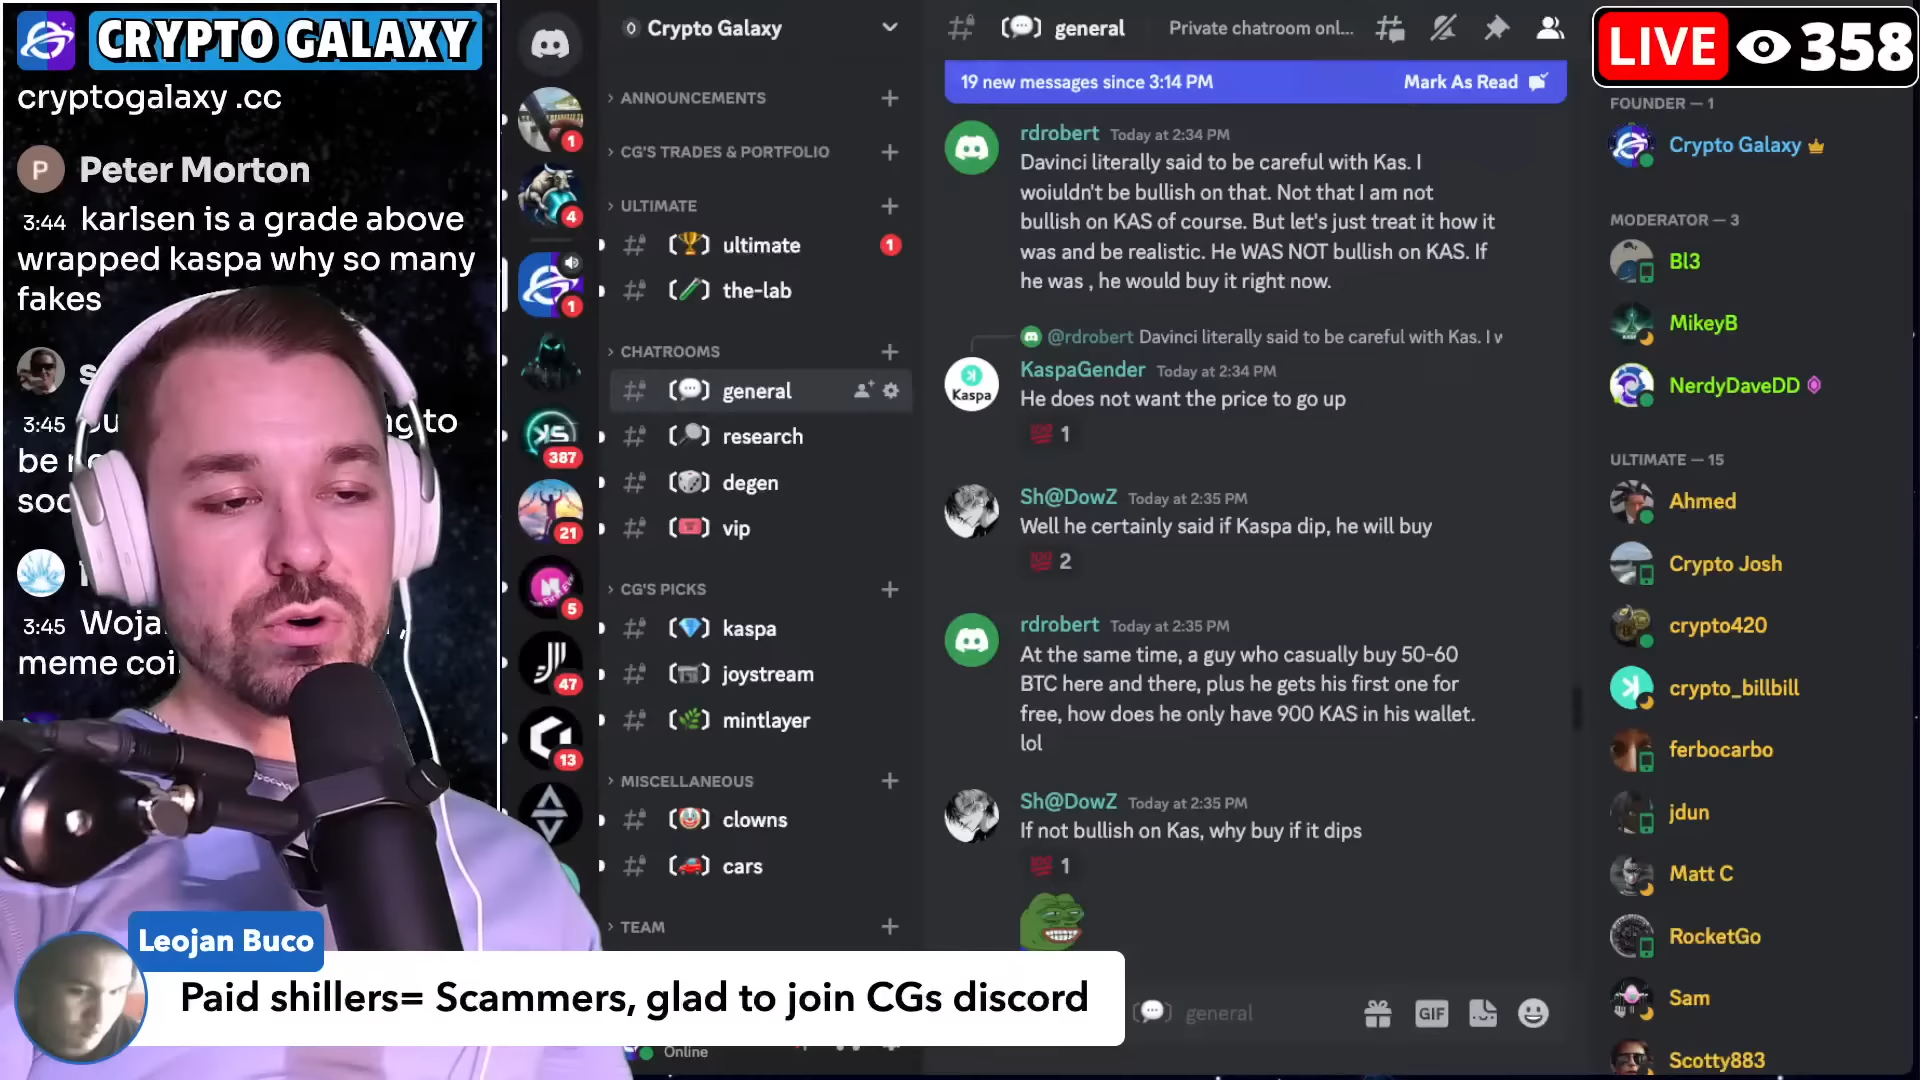 CRYPTO GALAXY
cryptogalaxy .cc
P
Peter Morton
3:44 karlsen is a grade above
wrapped kaspa why so many
fakes
3:45
be
3:45
meme coi
1
4
1
387
21
5
47
13
Crypto Galaxy
ANNOUNCEMENTS
CG'S TRADES & PORTFOLIO
ULTIMATE
ultimate
1
the-lab
CHATROOMS
general
research
degen
vip
CG'S PICKS
kaspa
joystream
mintlayer
MISCELLANEOUS
clowns
cars
TEAM
Online
general
Private chatroom onl...
19 new messages since 3:14 PM
Mark As Read
rdrobert Today at 2:34 PM
Davinci literally said to be careful with Kas. I
woiuldn't be bullish on that. Not that I am not
bullish on KAS of course. But let's just treat it how it
was and be realistic. He WAS NOT bullish on KAS. If
he was , he would buy it right now.
@rdrobert Davinci literally said to be careful with Kas. I w
Kaspa
KaspaGender Today at 2:34 PM
He does not want the price to go up
1
Sh@DowZ Today at 2:35 PM
Well he certainly said if Kaspa dip, he will buy
2
rdrobert Today at 2:35 PM
At the same time, a guy who casually buy 50-60
BTC here and there, plus he gets his first one for
free, how does he only have 900 KAS in his wallet.
lol
Sh@DowZ Today at 2:35 PM
If not bullish on Kas, why buy if it dips
1
general
GIF
LIVE 358
FOUNDER — 1
Crypto Galaxy
MODERATOR — 3
Bl3
MikeyB
NerdyDaveDD
ULTIMATE — 15
Ahmed
Crypto Josh
crypto420
crypto_billbill
ferbocarbo
jdun
Matt C
RocketGo
Sam
Scotty883
Leojan Buco
Paid shillers= Scammers, glad to join CGs discord